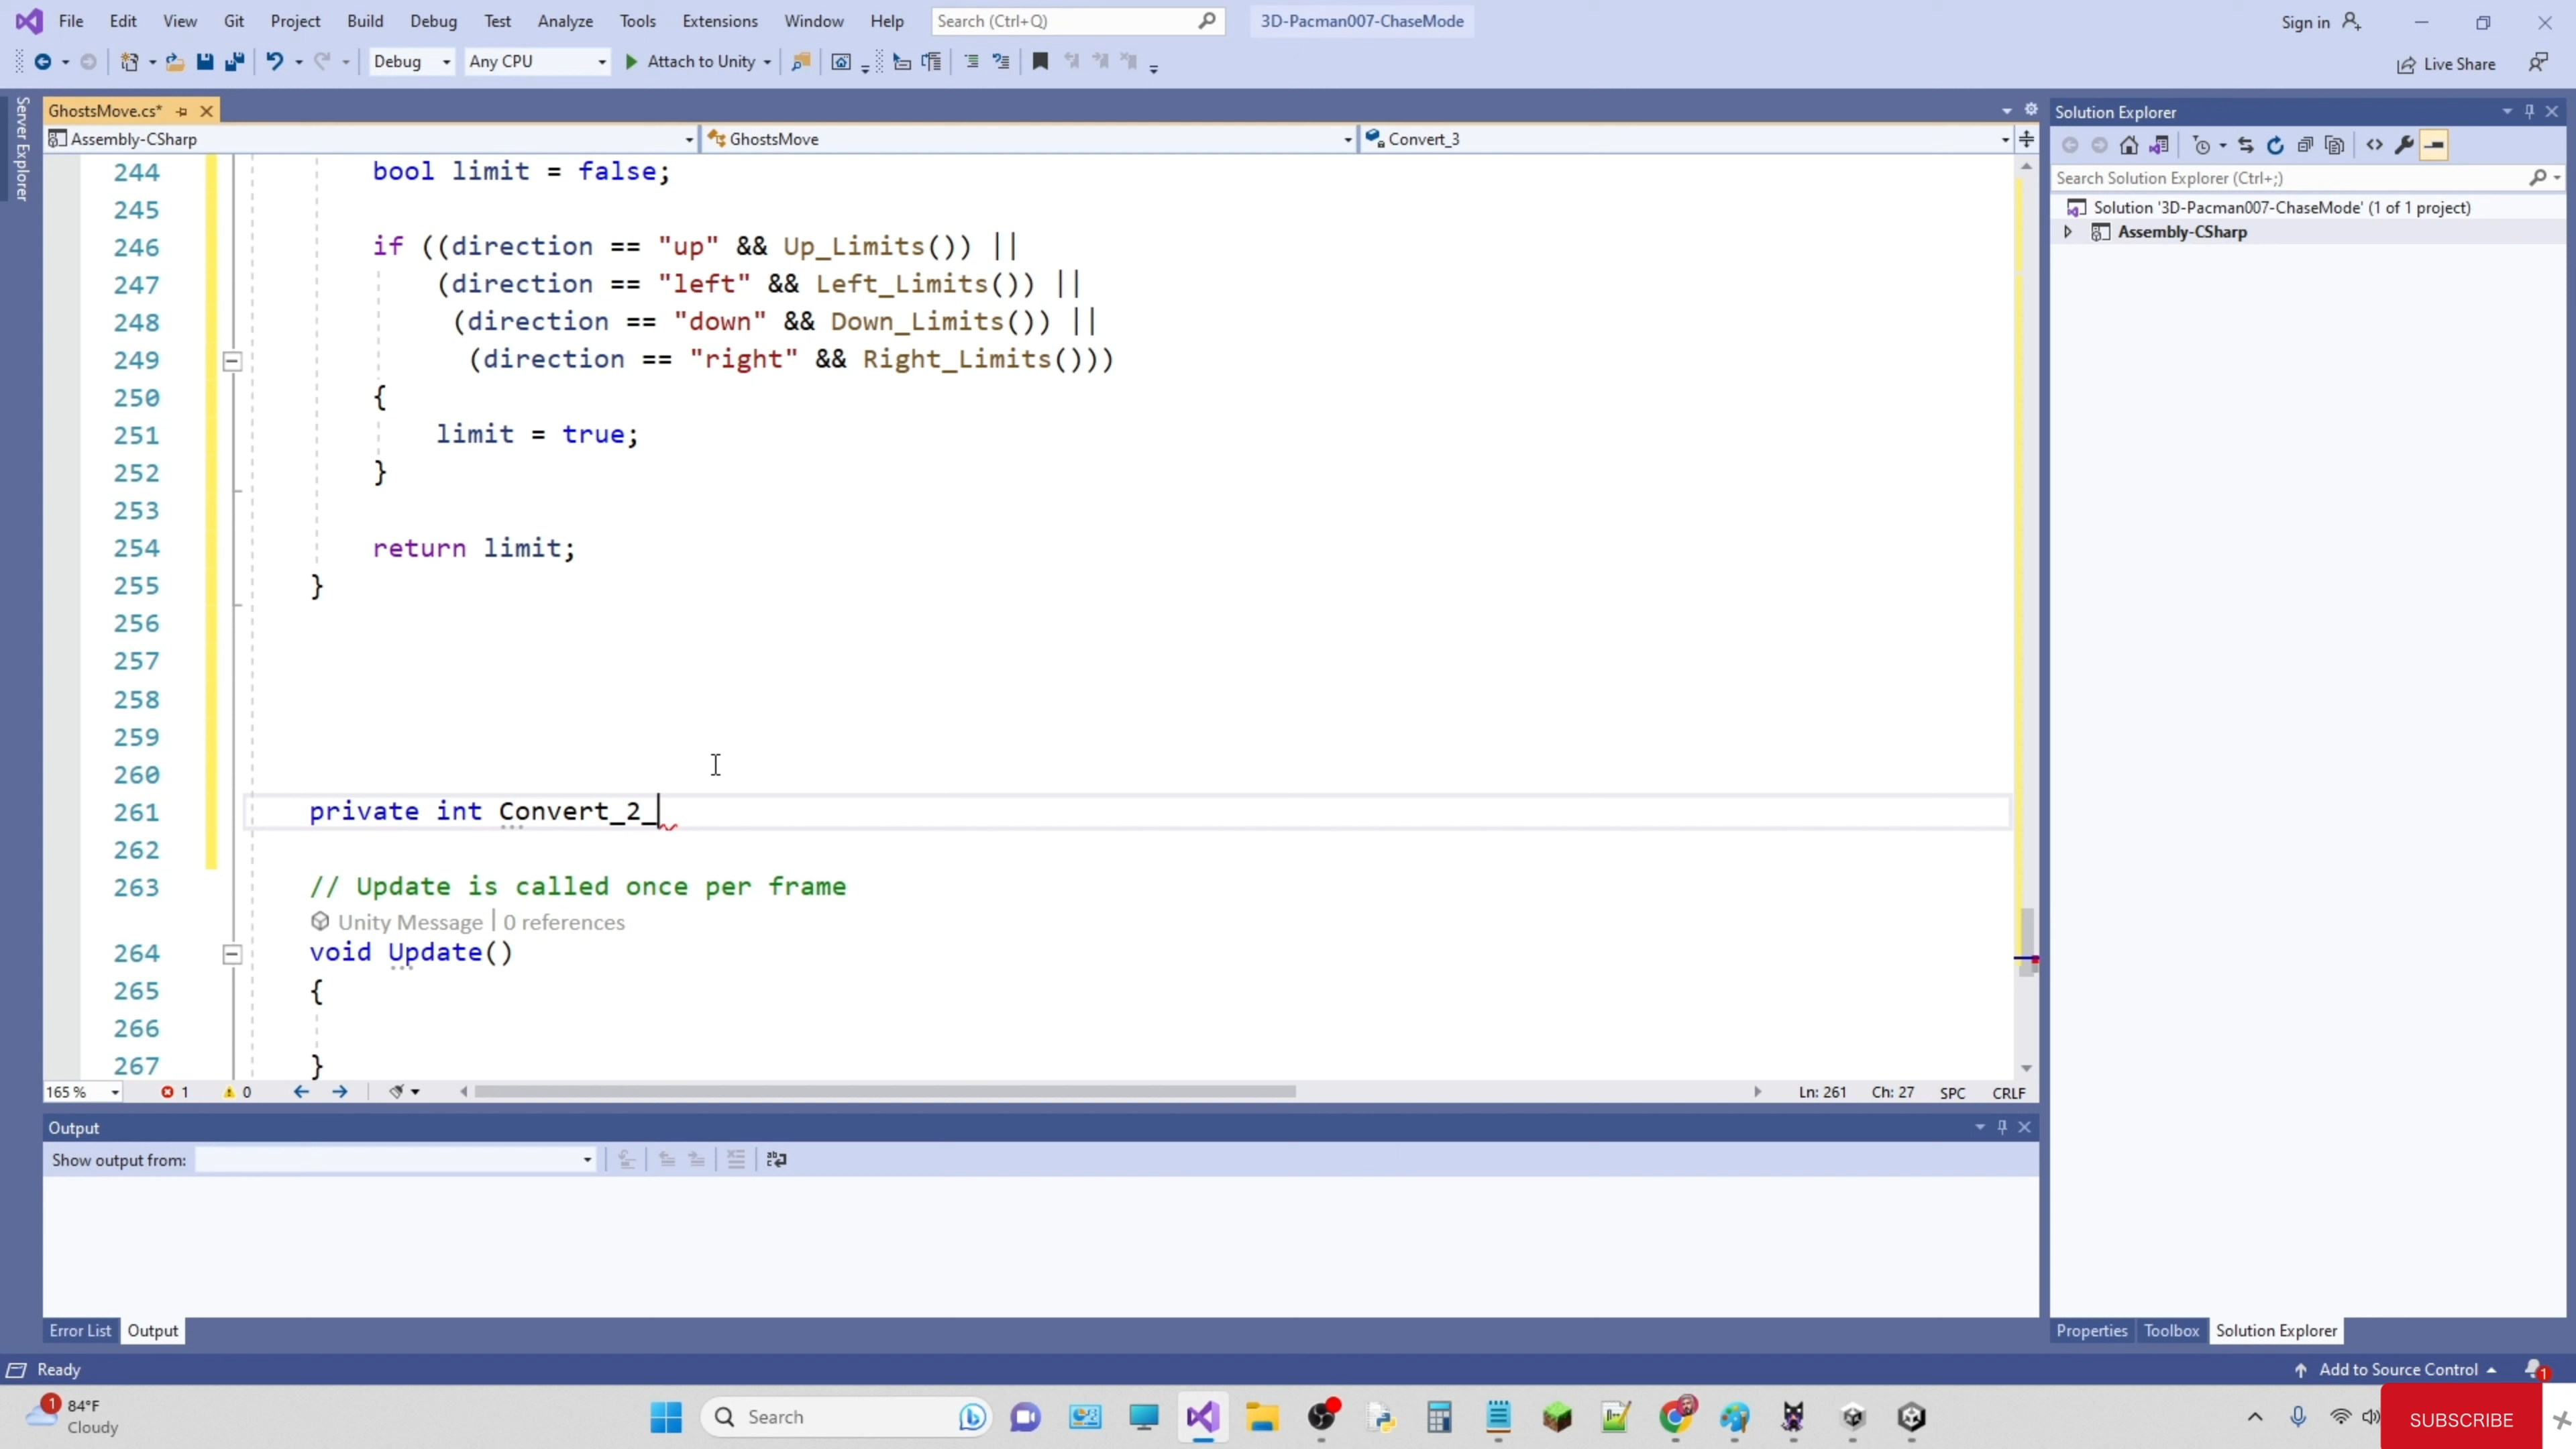 File Edit View Git Project Build Debug Test Analyze Tools Extensions Window Help Search (Ctrl+Q) 3D-Pacman007-ChaseMode Sign in
Debug Any CPU Attach to Unity Live Share
Server Explorer
GhostsMove.cs*
Assembly-CSharp GhostsMove Convert_3
244 bool limit = false;
245
246 if ((direction == "up" && Up_Limits()) ||
247 (direction == "left" && Left_Limits()) ||
248 (direction == "down" && Down_Limits()) ||
249 (direction == "right" && Right_Limits()))
250 {
251 limit = true;
252 }
253
254 return limit;
255 }
256
257
258
259
260
261 private int Convert_2_
262
263 // Update is called once per frame
Unity Message | 0 references
264 void Update()
265 {
266
267 }
165 % 1 0 Ln: 261 Ch: 27 SPC CRLF
Output
Show output from:
Error List Output
Solution Explorer
Search Solution Explorer (Ctrl+;)
Solution '3D-Pacman007-ChaseMode' (1 of 1 project)
Assembly-CSharp
Properties Toolbox Solution Explorer
Ready Add to Source Control 1
1 84°F
Cloudy
Search
SUBSCRIBE